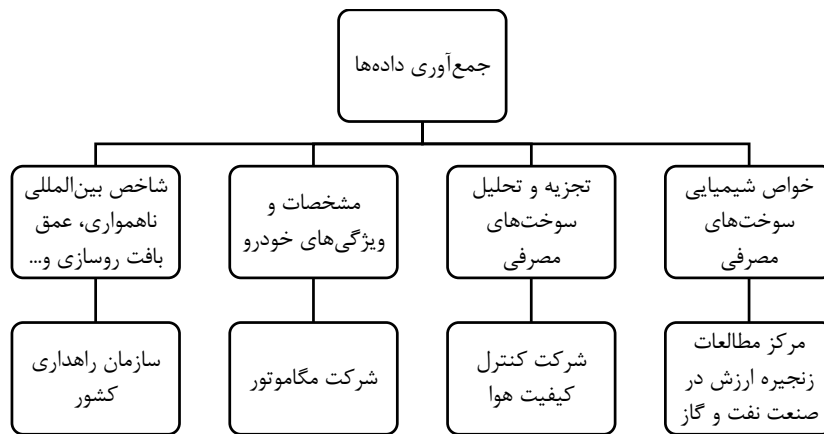 جمع‌آوری داده‌ها
خواص شیمیایی
سوخت‌های
مصرفی
تجزیه و تحلیل
سوخت‌های
مصرفی
مشخصات و
ویژگی‌های خودرو
شاخص بین‌المللی
ناهمواری، عمق
بافت روسازی و...
مرکز مطالعات
زنجیره ارزش در
صنعت نفت و گاز
شرکت کنترل
کیفیت هوا
شرکت مگاموتور
سازمان راهداری
کشور